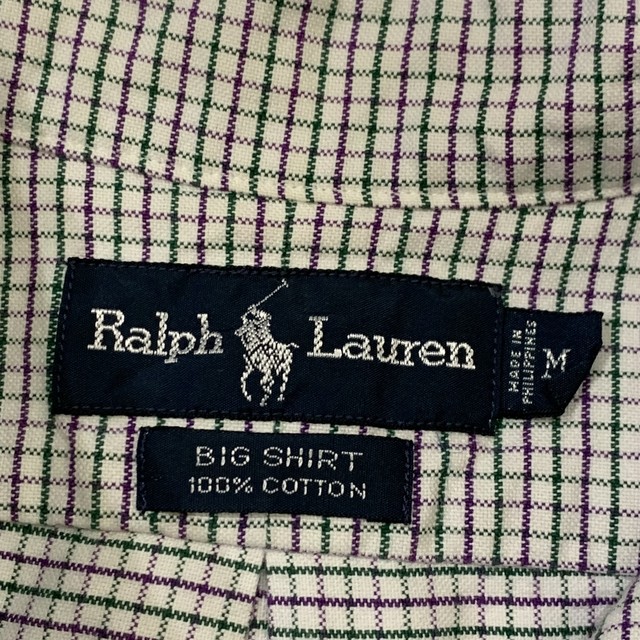 Ralph Lauren
MADE IN
PHILIPPINES
M
BIG SHIRT
100% COTTON